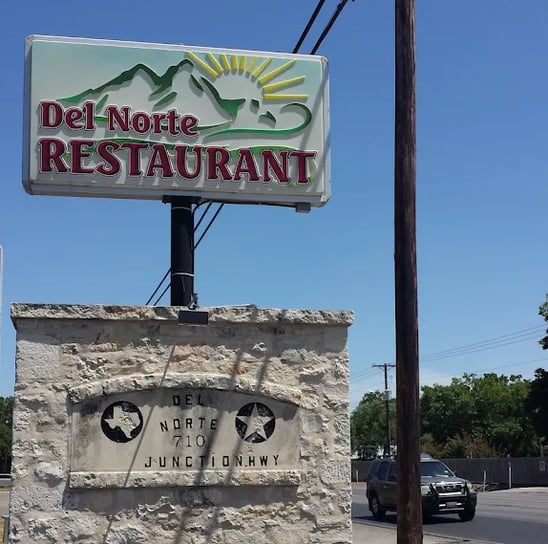 Del Norte
RESTAURANT
DEL
NORTE
710
JUNCTION.HWY